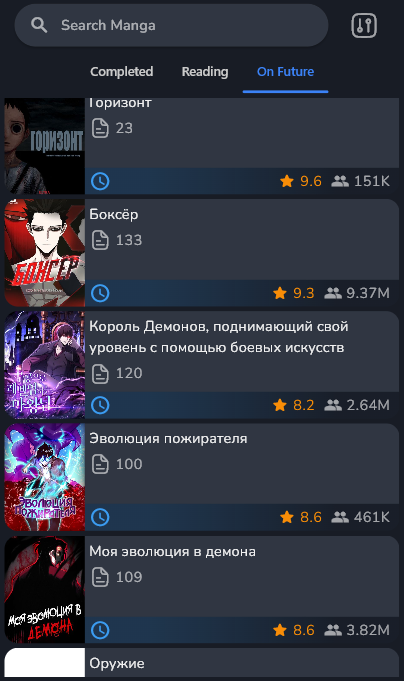 Search Manga
Completed Reading On Future
Горизонт
ГОРИЗОНТ
23
9.6 151K
Боксёр
БОКСЁР
133
9.3 9.37M
Король Демонов, поднимающий свой
уровень с помощью боевых искусств
120
8.2 2.64M
Эволюция пожирателя
ЭВОЛЮЦИЯ
ПОЖИРАТЕЛЯ
100
8.6 461K
Моя эволюция в демона
МОЯ ЭВОЛЮЦИЯ В
ДЕМОНА
109
8.6 3.82M
Оружие